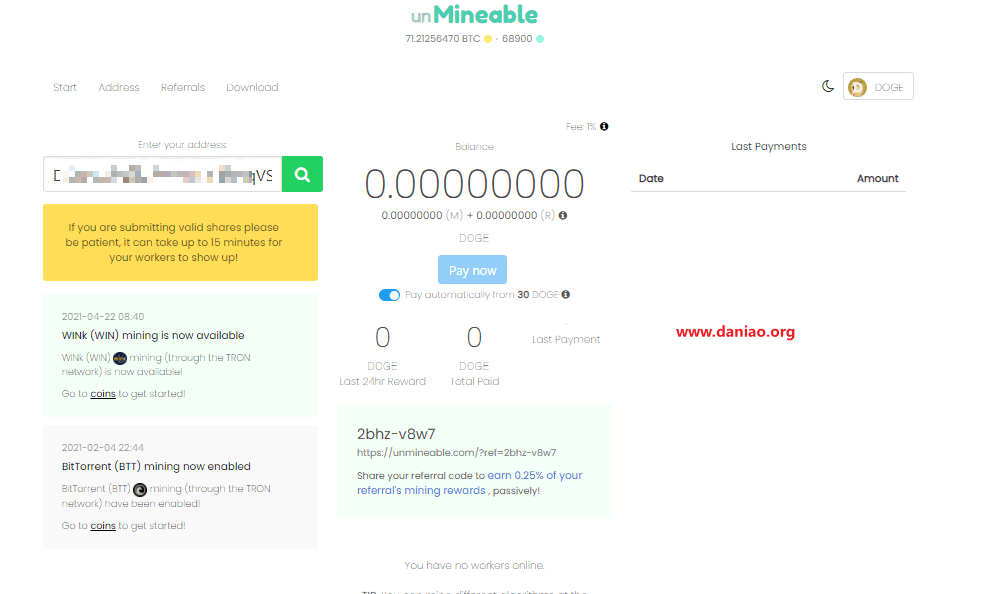 unMineable
71.21256470 BTC - 68900
Start Address Referrals Download
DOGE
Fee: 1%
Enter your address:
If you are submitting valid shares please
be patient, it can take up to 15 minutes for
your workers to show up!
2021-04-22 08:40
WINk (WIN) mining is now available
WINk (WIN) mining (through the TRON
network) is now available!
Go to coins to get started!
2021-02-04 22:44
BitTorrent (BTT) mining now enabled
BitTorrent (BTT) mining (through the TRON
network) have been enabled!
Go to coins to get started!
Balance
0.00000000
0.00000000 (M) + 0.00000000 (R)
DOGE
Pay now
Pay automatically from 30 DOGE
0
DOGE
Last 24hr Reward
0
DOGE
Total Paid
-
Last Payment
2bhz-v8w7
https://unmineable.com/?ref=2bhz-v8w7
Share your referral code to earn 0.25% of your
referral's mining rewards , passively!
You have no workers online.
TIP: You can mine different algorithms at the
Last Payments
Date Amount
www.daniao.org